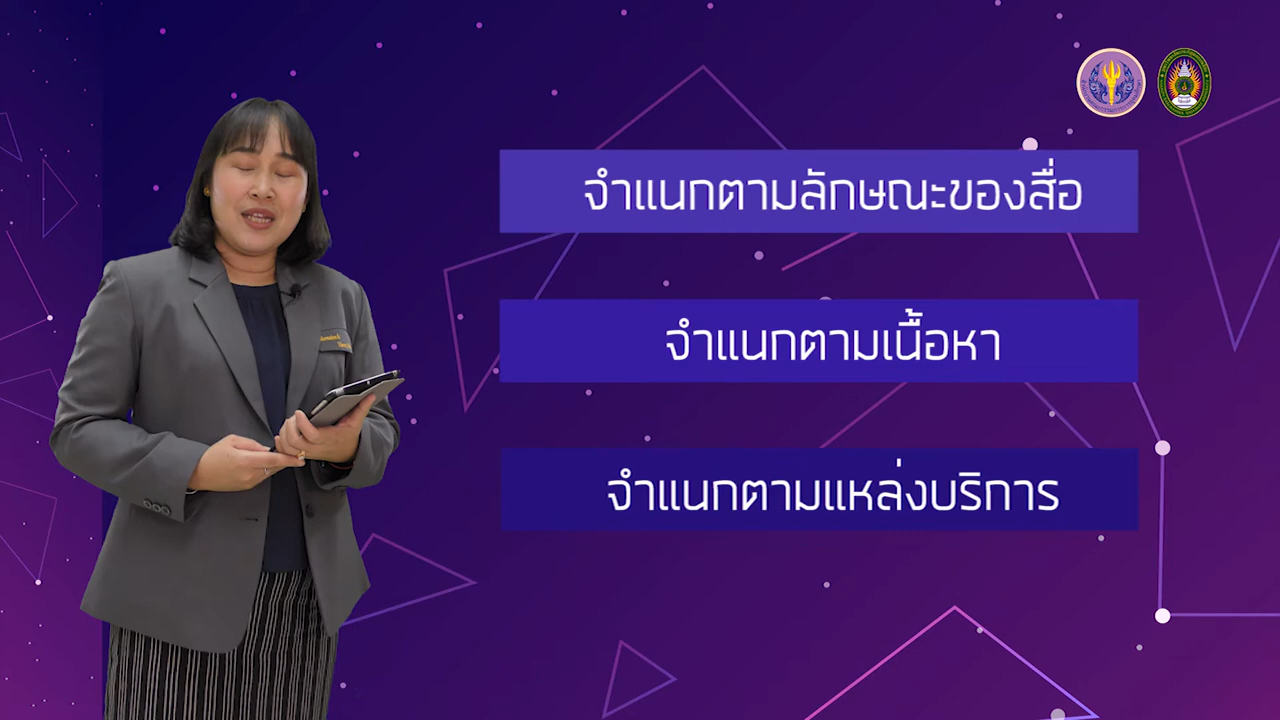 จำแนกตามลักษณะของสื่อ
จำแนกตามเนื้อหา
จำแนกตามแหล่งบริการ